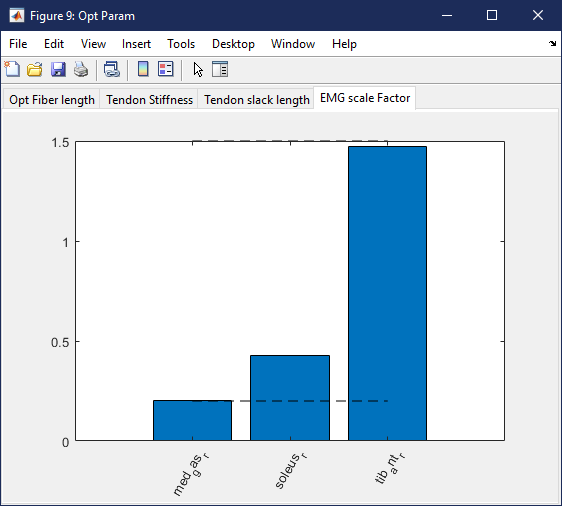 Figure 9: Opt Param
File Edit View Insert Tools Desktop Window Help
Opt Fiber length Tendon Stiffness Tendon slack length EMG scale Factor
1.5
1
0.5
0
med_gas_r soleus_r tib_ant_r